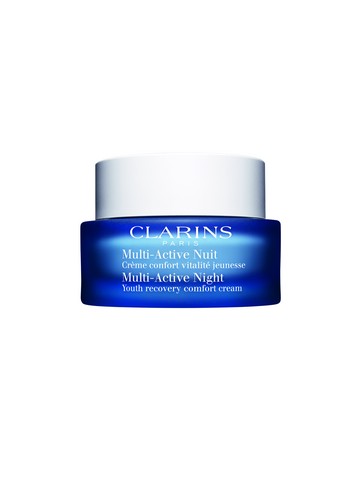 CLARINS
PARIS
Multi-Active Nuit
Crème confort vitalité jeunesse
Multi-Active Night
Youth recovery comfort cream